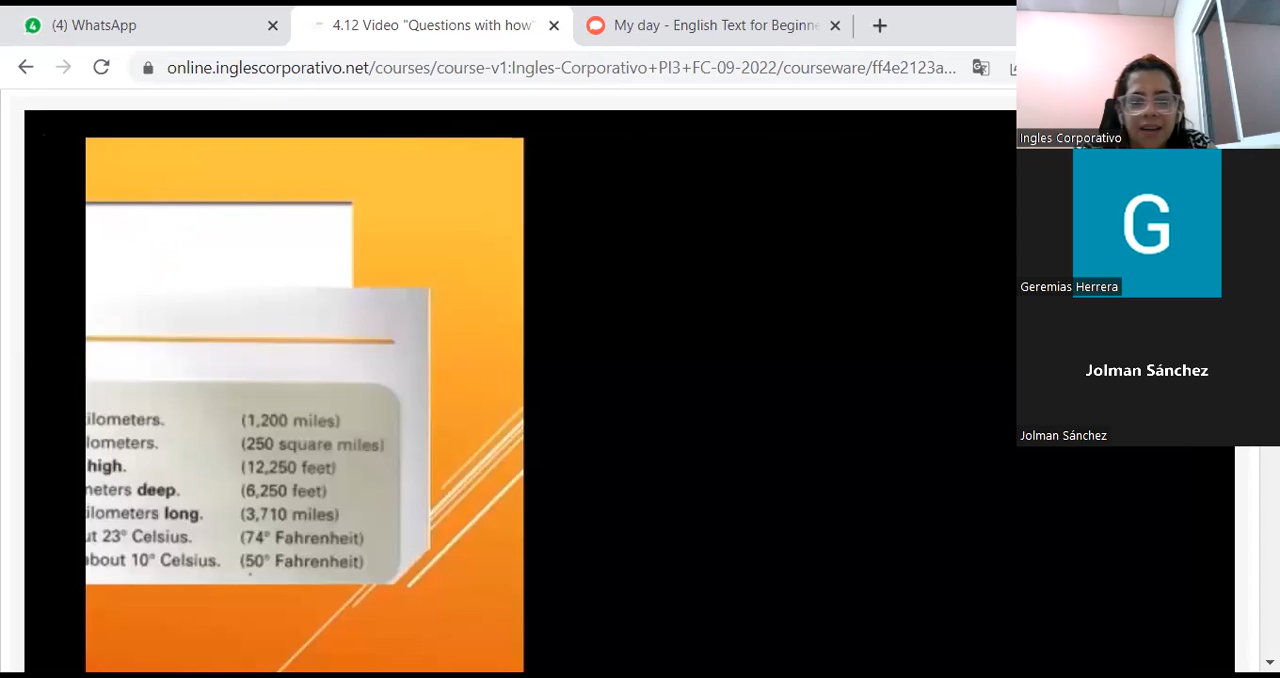 (4) WhatsApp
4.12 Video "Questions with how"
My day - English Text for Beginne
online.inglescorporativo.net/courses/course-v1:Ingles-Corporativo+PI3+FC-09-2022/courseware/ff4e2123a...
Ingles Corporativo
G
Geremias Herrera
Jolman Sánchez
Jolman Sánchez
ilometers. (1,200 miles)
lometers. (250 square miles)
high. (12,250 feet)
meters deep. (6,250 feet)
ilometers long. (3,710 miles)
ut 23° Celsius. (74° Fahrenheit)
about 10° Celsius. (50° Fahrenheit)